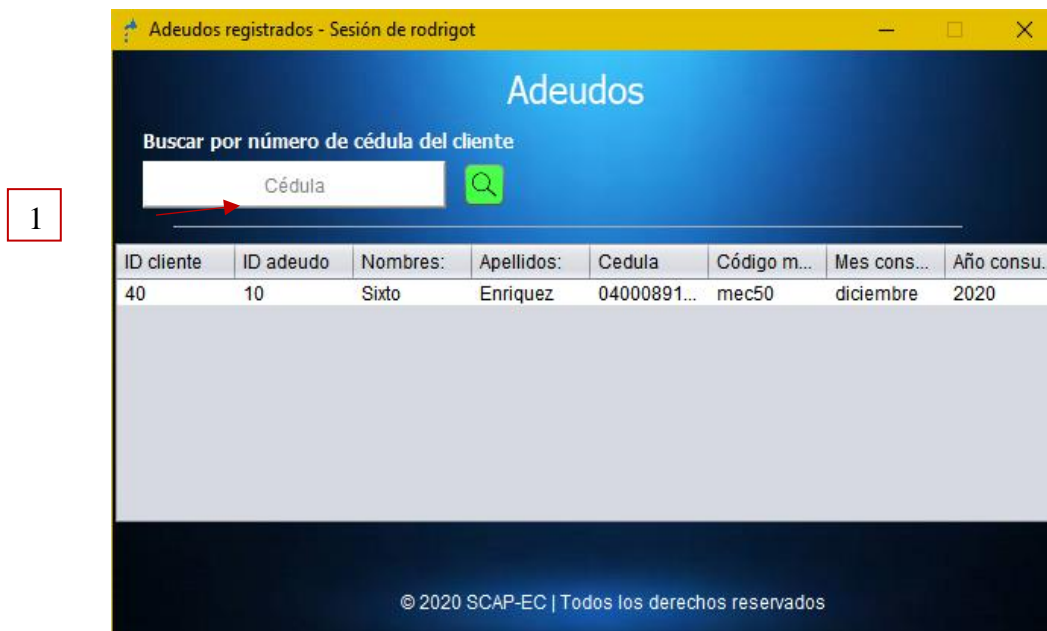 Adeudos registrados - Sesión de rodrigot
Adeudos
Buscar por número de cédula del cliente
Cédula
1
ID cliente ID adeudo Nombres: Apellidos: Cedula Código m... Mes cons... Año consu.
40 10 Sixto Enriquez 04000891... mec50 diciembre 2020
© 2020 SCAP-EC | Todos los derechos reservados